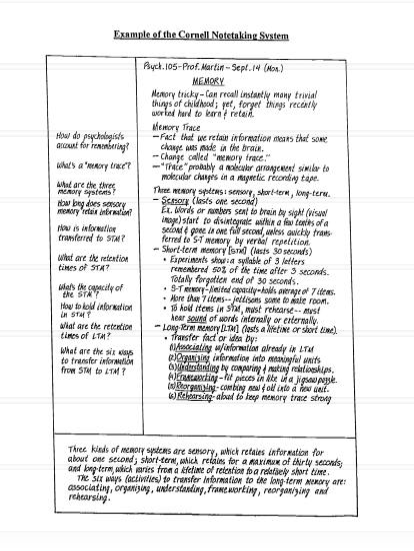 Example of the Cornell Notetaking System
Psych. 105 - Prof. Martin - Sept. 14 (Mon.)
MEMORY
Memory tricky - Can recall instantly many trivial
things of childhood; yet, forget things recently
worked hard to learn & retain.
Memory Trace
- Fact that we retain information means that some
change was made in the brain.
- Change called "memory trace."
- "Trace" probably a molecular arrangement similar to
molecular changes in a magnetic recording tape.
Three memory systems: sensory, short-term, long-term.
- Sensory (lasts one second)
Ex. Words or numbers sent to brain by sight (visual
image) start to disintegrate within a few tenths of a
second & gone in one full second, unless quickly trans-
ferred to S-T memory by verbal repetition.
- Short-term memory [STM] (lasts 30 seconds)
• Experiments show: a syllable of 3 letters
remembered 50% of the time after 3 seconds.
Totally forgotten end of 30 seconds.
• S-T memory - limited capacity - holds average of 7 items.
• More than 7 items -- jettisons some to make room.
• To hold items in STM, must rehearse -- must
hear sound of words internally or externally.
- Long-term memory [LTM] (lasts a lifetime or short time).
• Transfer fact or idea by:
(1) Associating w/information already in LTM
(2) Organizing information into meaningful units
(3) Understanding by comparing & making relationships.
(4) Frameworking - fit pieces in like in a jigsaw puzzle.
(5) Reorganizing - combing new & old into a new unit.
(6) Rehearsing - aloud to keep memory trace strong
How do psychologists
account for remembering?
What's a "memory trace"?
What are the three
memory systems?
How long does sensory
memory retain information?
How is information
transferred to STM?
What are the retention
times of STM?
What's the capacity of
the STM?
How to hold information
in STM?
What are the retention
times of LTM?
What are the six ways
to transfer information
from STM to LTM?
Three kinds of memory systems are sensory, which retains information for
about one second; short-term, which retains for a maximum of thirty seconds;
and long-term, which varies from a lifetime of retention to a relatively short time.
The six ways (activities) to transfer information to the long-term memory are:
associating, organizing, understanding, frameworking, reorganizing and
rehearsing.